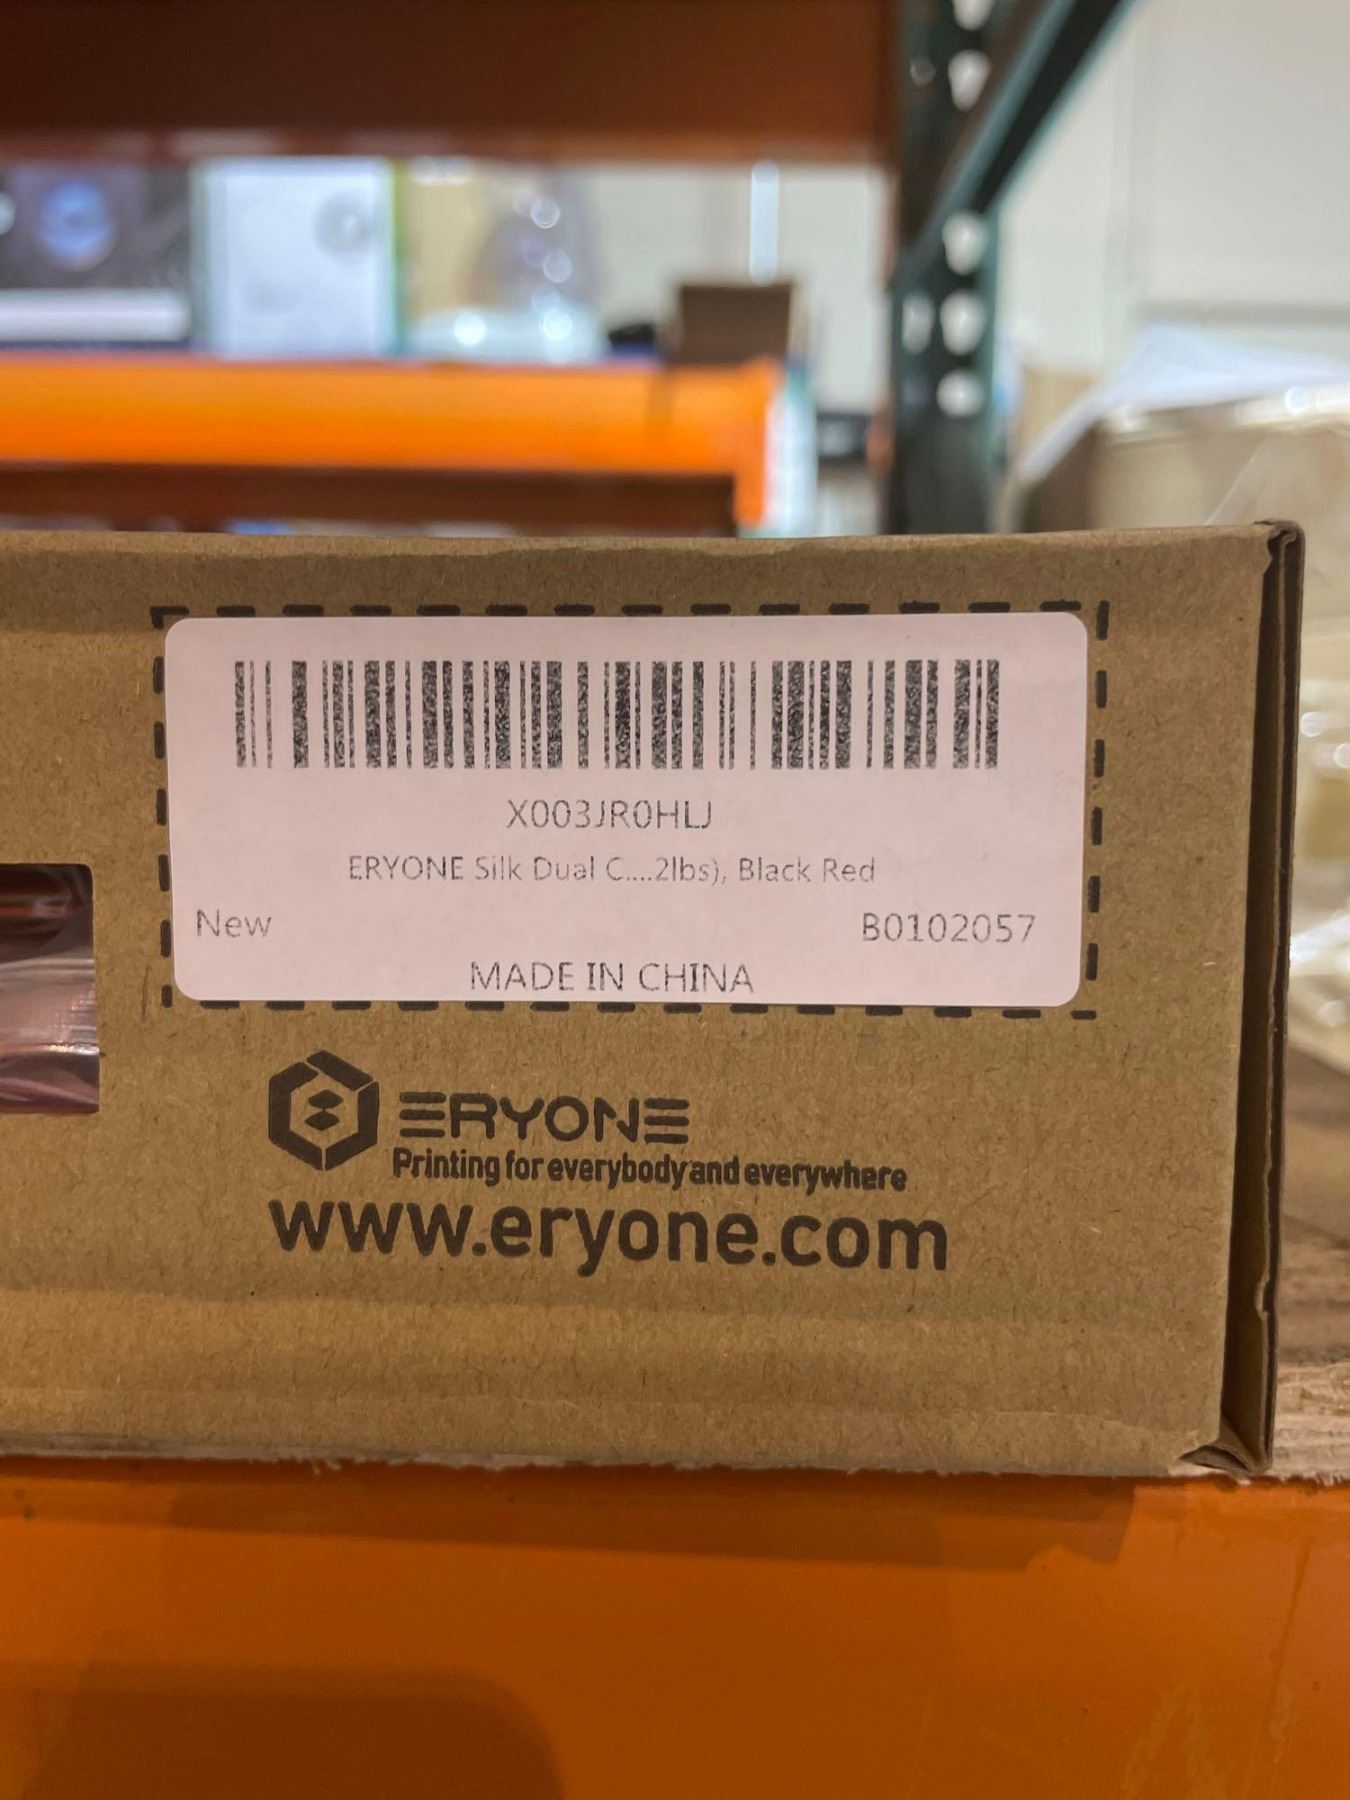 X003JR0HLJ
ERYONE Silk Dual C....2lbs), Black Red
New
B0102057
MADE IN CHINA
ERYONE
Printing for everybody and everywhere
www.eryone.com